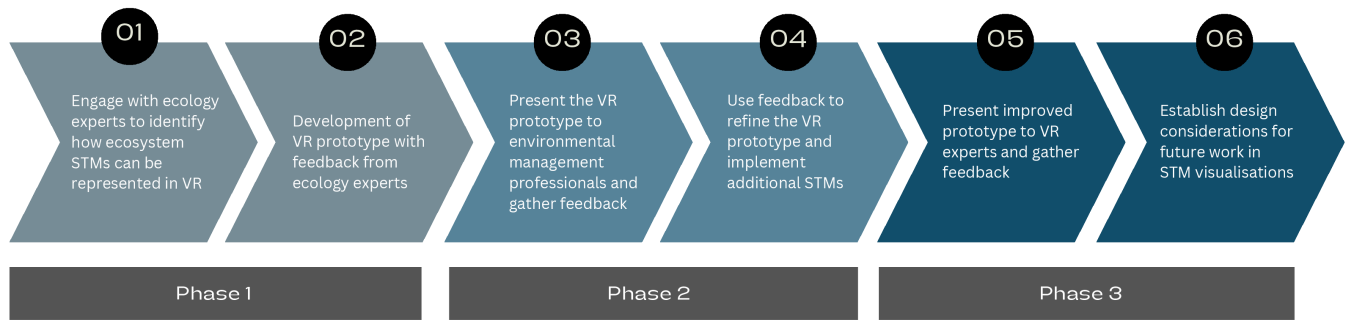 01
Engage with ecology
experts to identify
how ecosystem
STMs can be
represented in VR
02
Development of
VR prototype with
feedback from
ecology experts
03
Present the VR
prototype to
environmental
management
professionals and
gather feedback
04
Use feedback to
refine the VR
prototype and
implement
additional STMs
05
Present improved
prototype to VR
experts and gather
feedback
06
Establish design
considerations for
future work in
STM visualisations
Phase 1
Phase 2
Phase 3